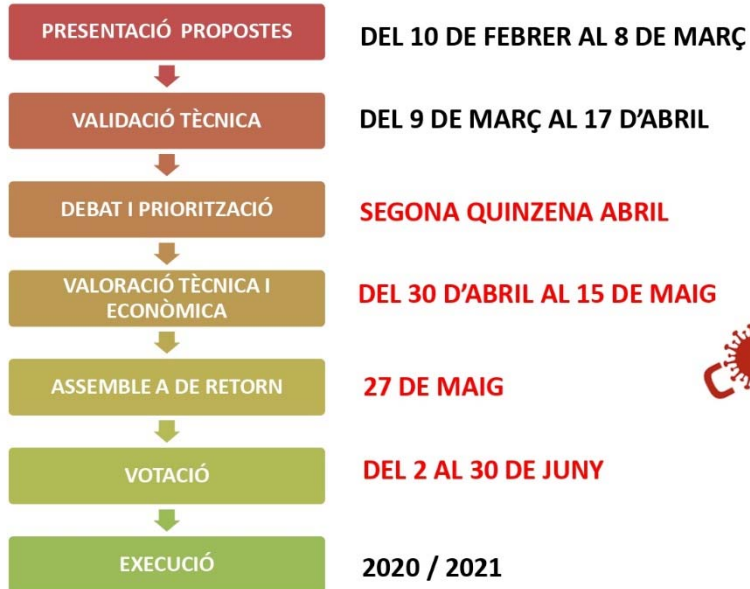 PRESENTACIÓ PROPOSTES
DEL 10 DE FEBRER AL 8 DE MARÇ
VALIDACIÓ TÈCNICA
DEL 9 DE MARÇ AL 17 D’ABRIL
DEBAT I PRIORITZACIÓ
SEGONA QUINZENA ABRIL
VALORACIÓ TÈCNICA I
ECONÒMICA
DEL 30 D’ABRIL AL 15 DE MAIG
ASSEMBLE A DE RETORN
27 DE MAIG
VOTACIÓ
DEL 2 AL 30 DE JUNY
EXECUCIÓ
2020 / 2021